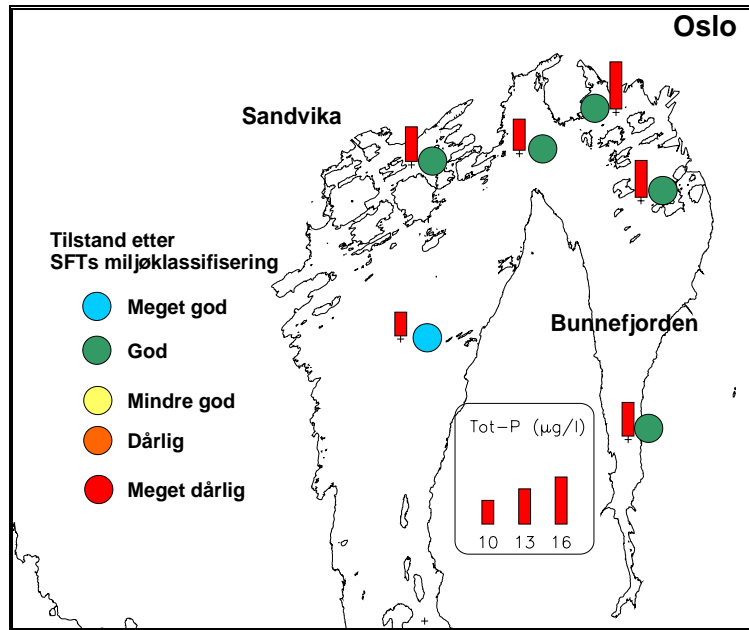 Oslo
Sandvika
Tilstand etter
SFTs miljøklassifisering
Meget god
God
Mindre god
Dårlig
Meget dårlig
Bunnefjorden
Tot-P (µg/l)
10 13 16